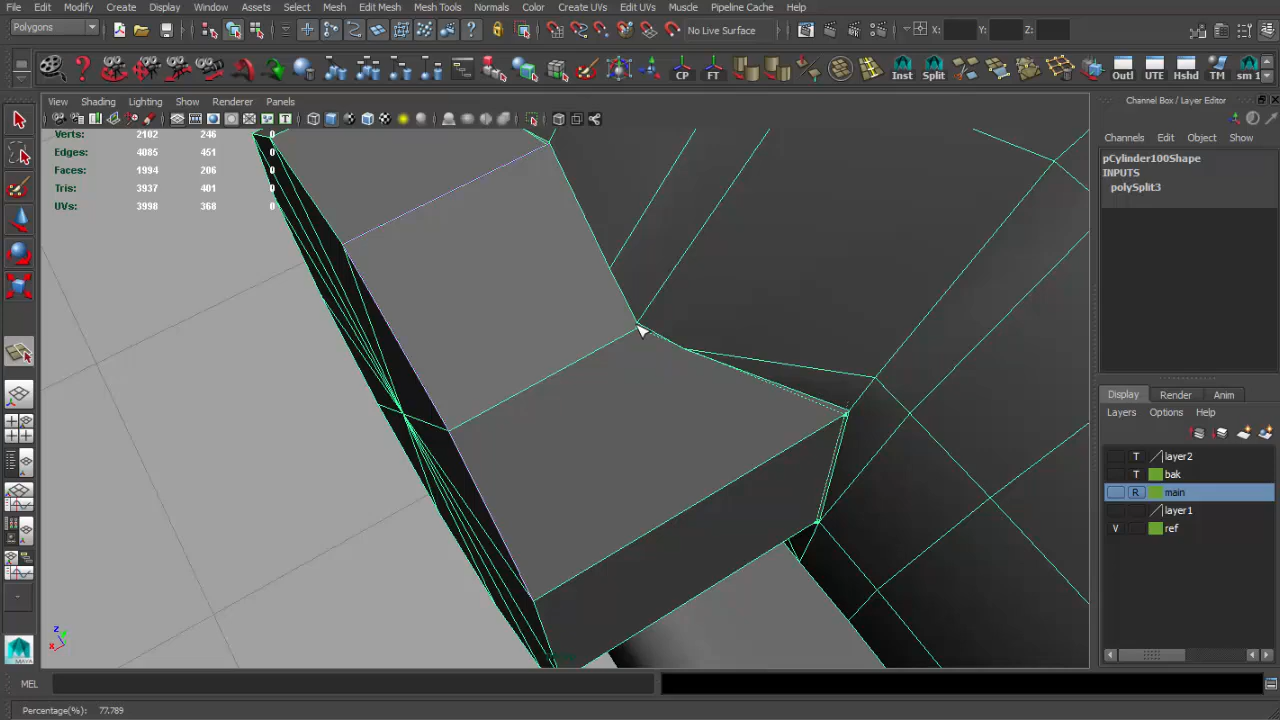 File Edit Modify Create Display Window Assets Select Mesh Edit Mesh Mesh Tools Normals Color Create UVs Edit UVs Muscle Pipeline Cache Help
Polygons No Live Surface X: Y: Z:
CP FT Inst Split Outl UTE Hshd TM sm 1
View Shading Lighting Show Renderer Panels
Channel Box / Layer Editor
Channels Edit Object Show
Verts: 2102 246 0
Edges: 4085 451 0
Faces: 1994 206 0
Tris: 3937 401 0
UVs: 3998 368 0
pCylinder100Shape
INPUTS
polySplit3
Display Render Anim
Layers Options Help
T layer2
T bak
R main
layer1
V ref
z
x
MAYA
MEL
Percentage(%): 77.789